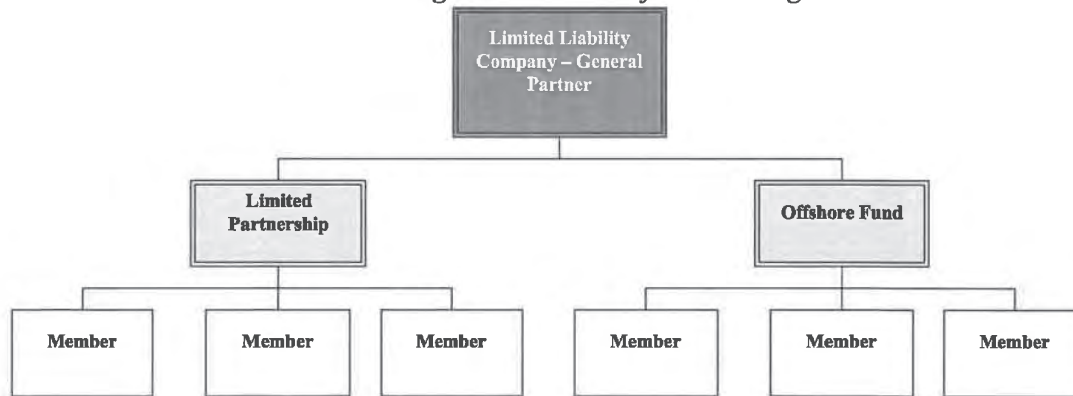 Limited Liability
Company – General
Partner
Limited
Partnership
Offshore Fund
Member
Member
Member
Member
Member
Member